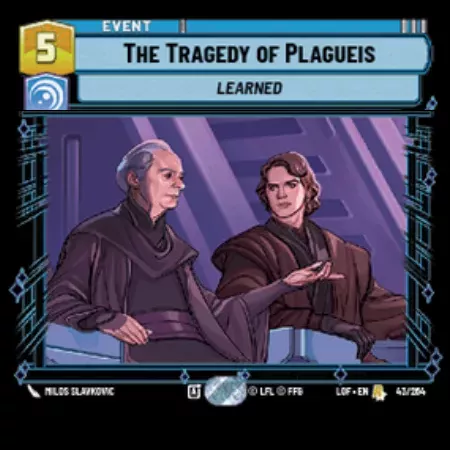 5
EVENT
THE TRAGEDY OF PLAGUEIS
LEARNED
MILOS SLAVKOVIC
A © LFL © FFG
LOF • EN 43/264